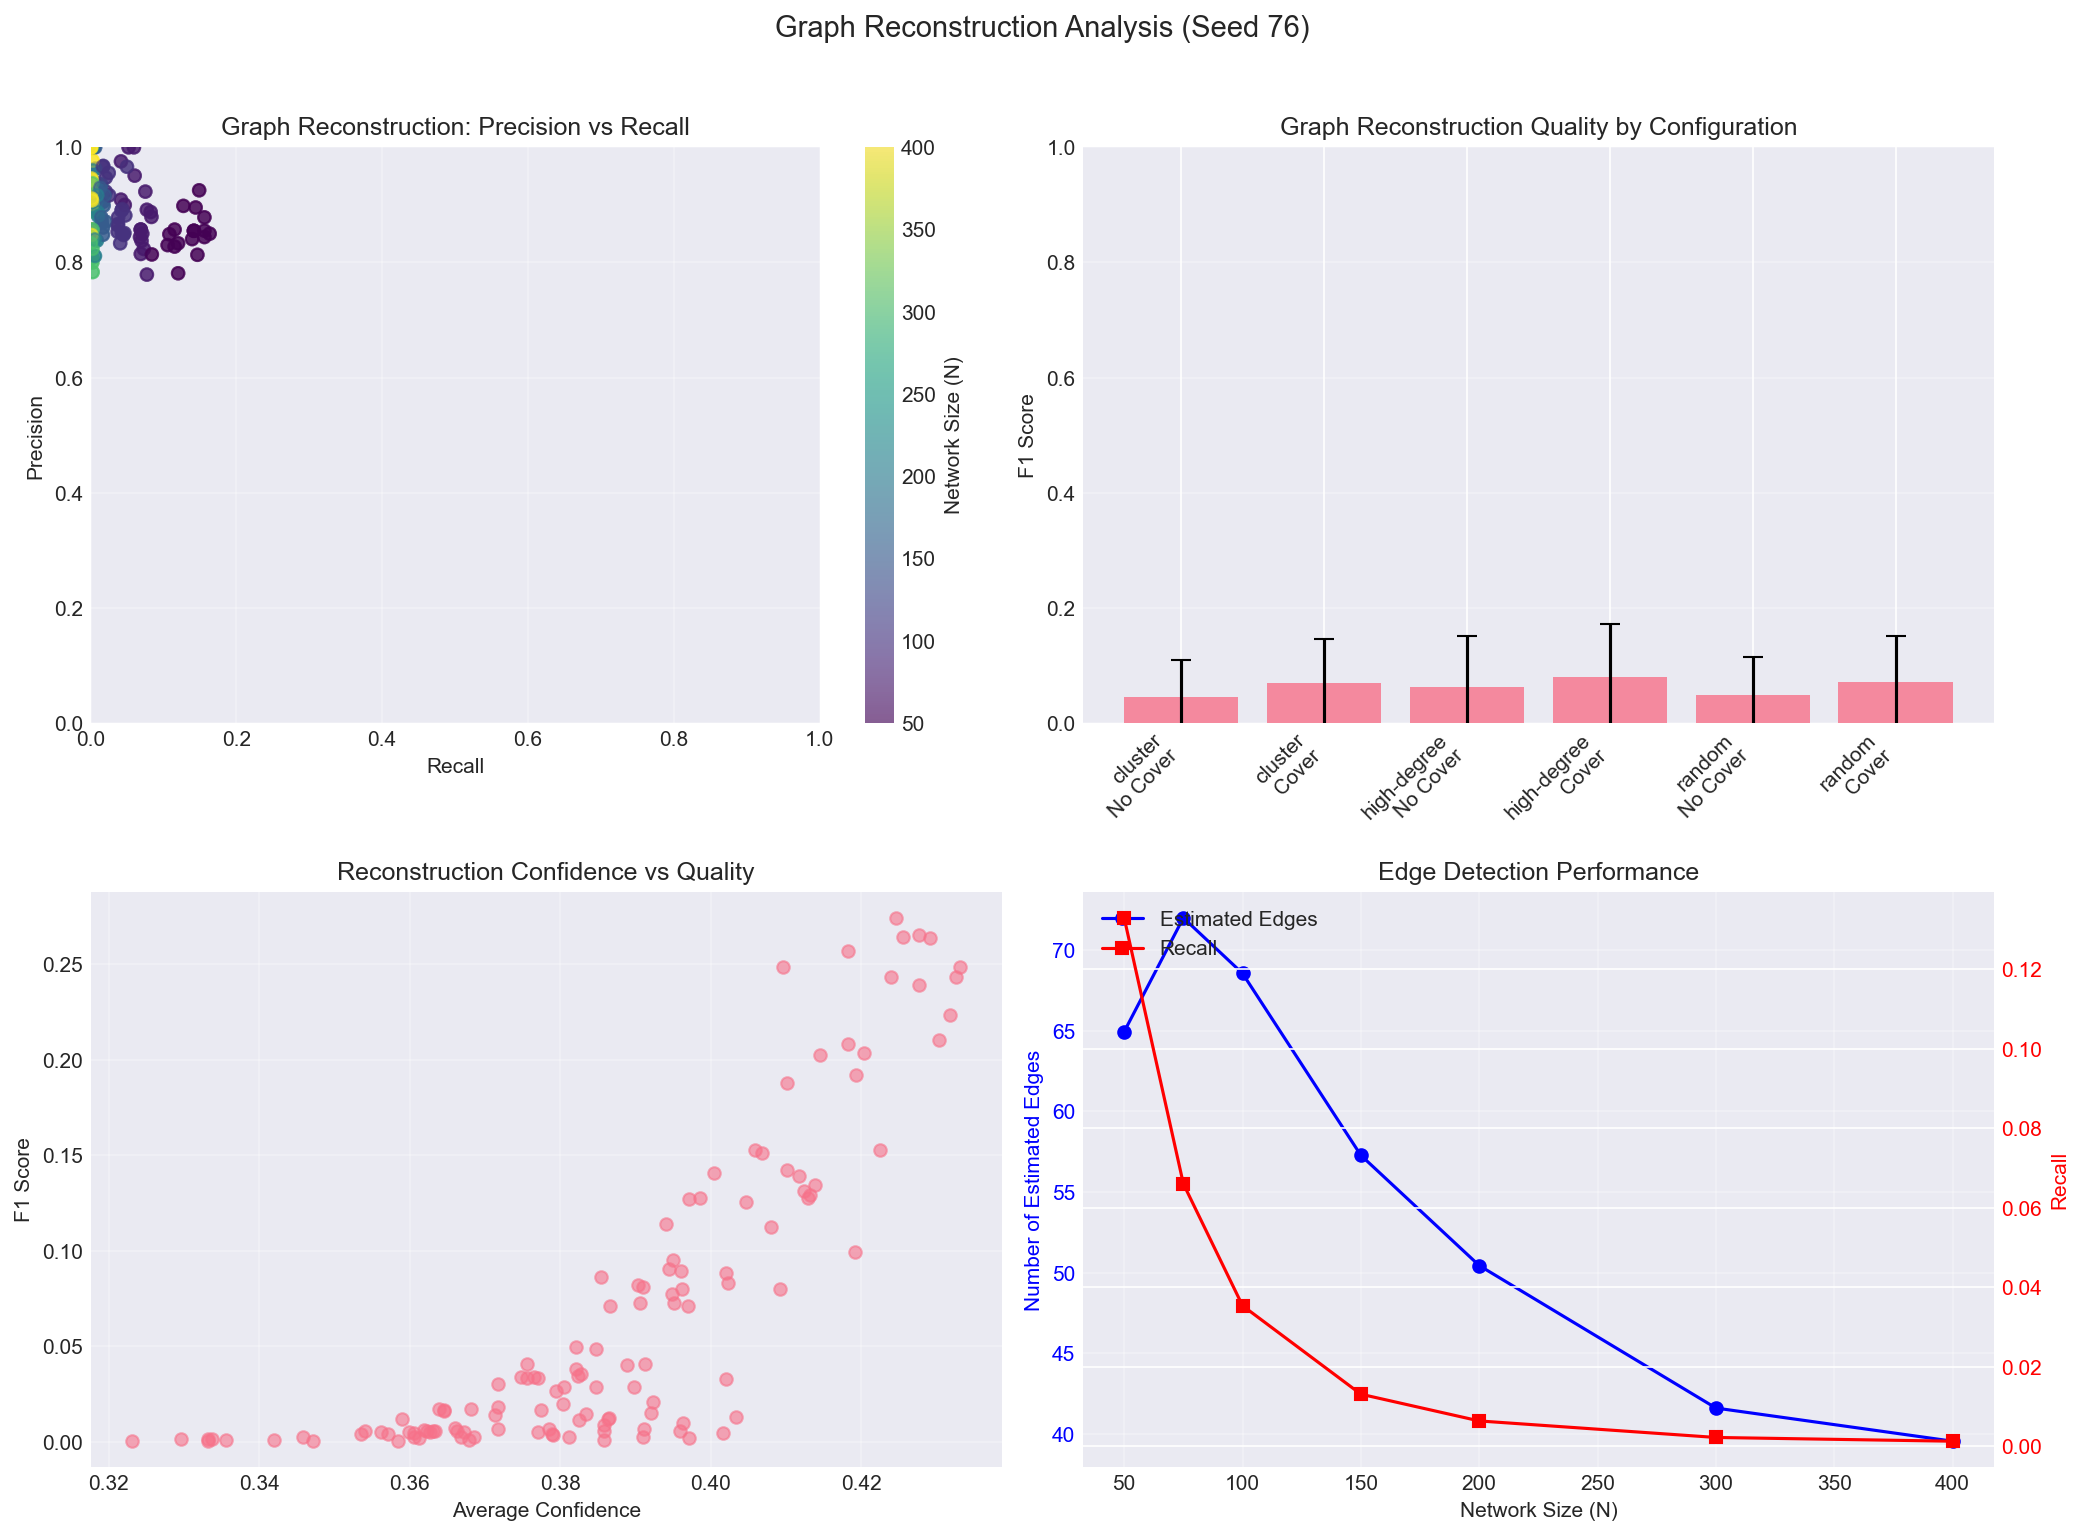 Graph Reconstruction Analysis (Seed 76)
Graph Reconstruction: Precision vs Recall
1.0
0.8
0.6
0.4
0.2
0.0
Precision
0.0
0.2
0.4
0.6
0.8
1.0
Recall
400
350
300
250
200
150
100
50
Network Size (N)
Graph Reconstruction Quality by Configuration
1.0
0.8
0.6
0.4
0.2
0.0
F1 Score
cluster
No Cover
cluster
Cover
high-degree
No Cover
high-degree
Cover
random
No Cover
random
Cover
Reconstruction Confidence vs Quality
0.25
0.20
0.15
0.10
0.05
0.00
F1 Score
0.32
0.34
0.36
0.38
0.40
0.42
Average Confidence
Edge Detection Performance
Estimated Edges
Recall
70
65
60
55
50
45
40
Number of Estimated Edges
0.12
0.10
0.08
0.06
0.04
0.02
0.00
Recall
50
100
150
200
250
300
350
400
Network Size (N)